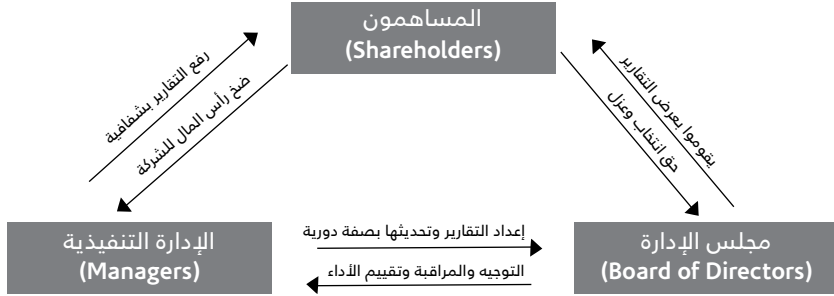 المساهمون
(Shareholders)
رفع التقارير بشفافية
ضخ رأس المال للشركة
يقوموا بعرض التقارير
حق انتخاب وعزل
الإدارة التنفيذية
(Managers)
إعداد التقارير وتحديثها بصفة دورية
التوجيه والمراقبة وتقييم الأداء
مجلس الإدارة
(Board of Directors)